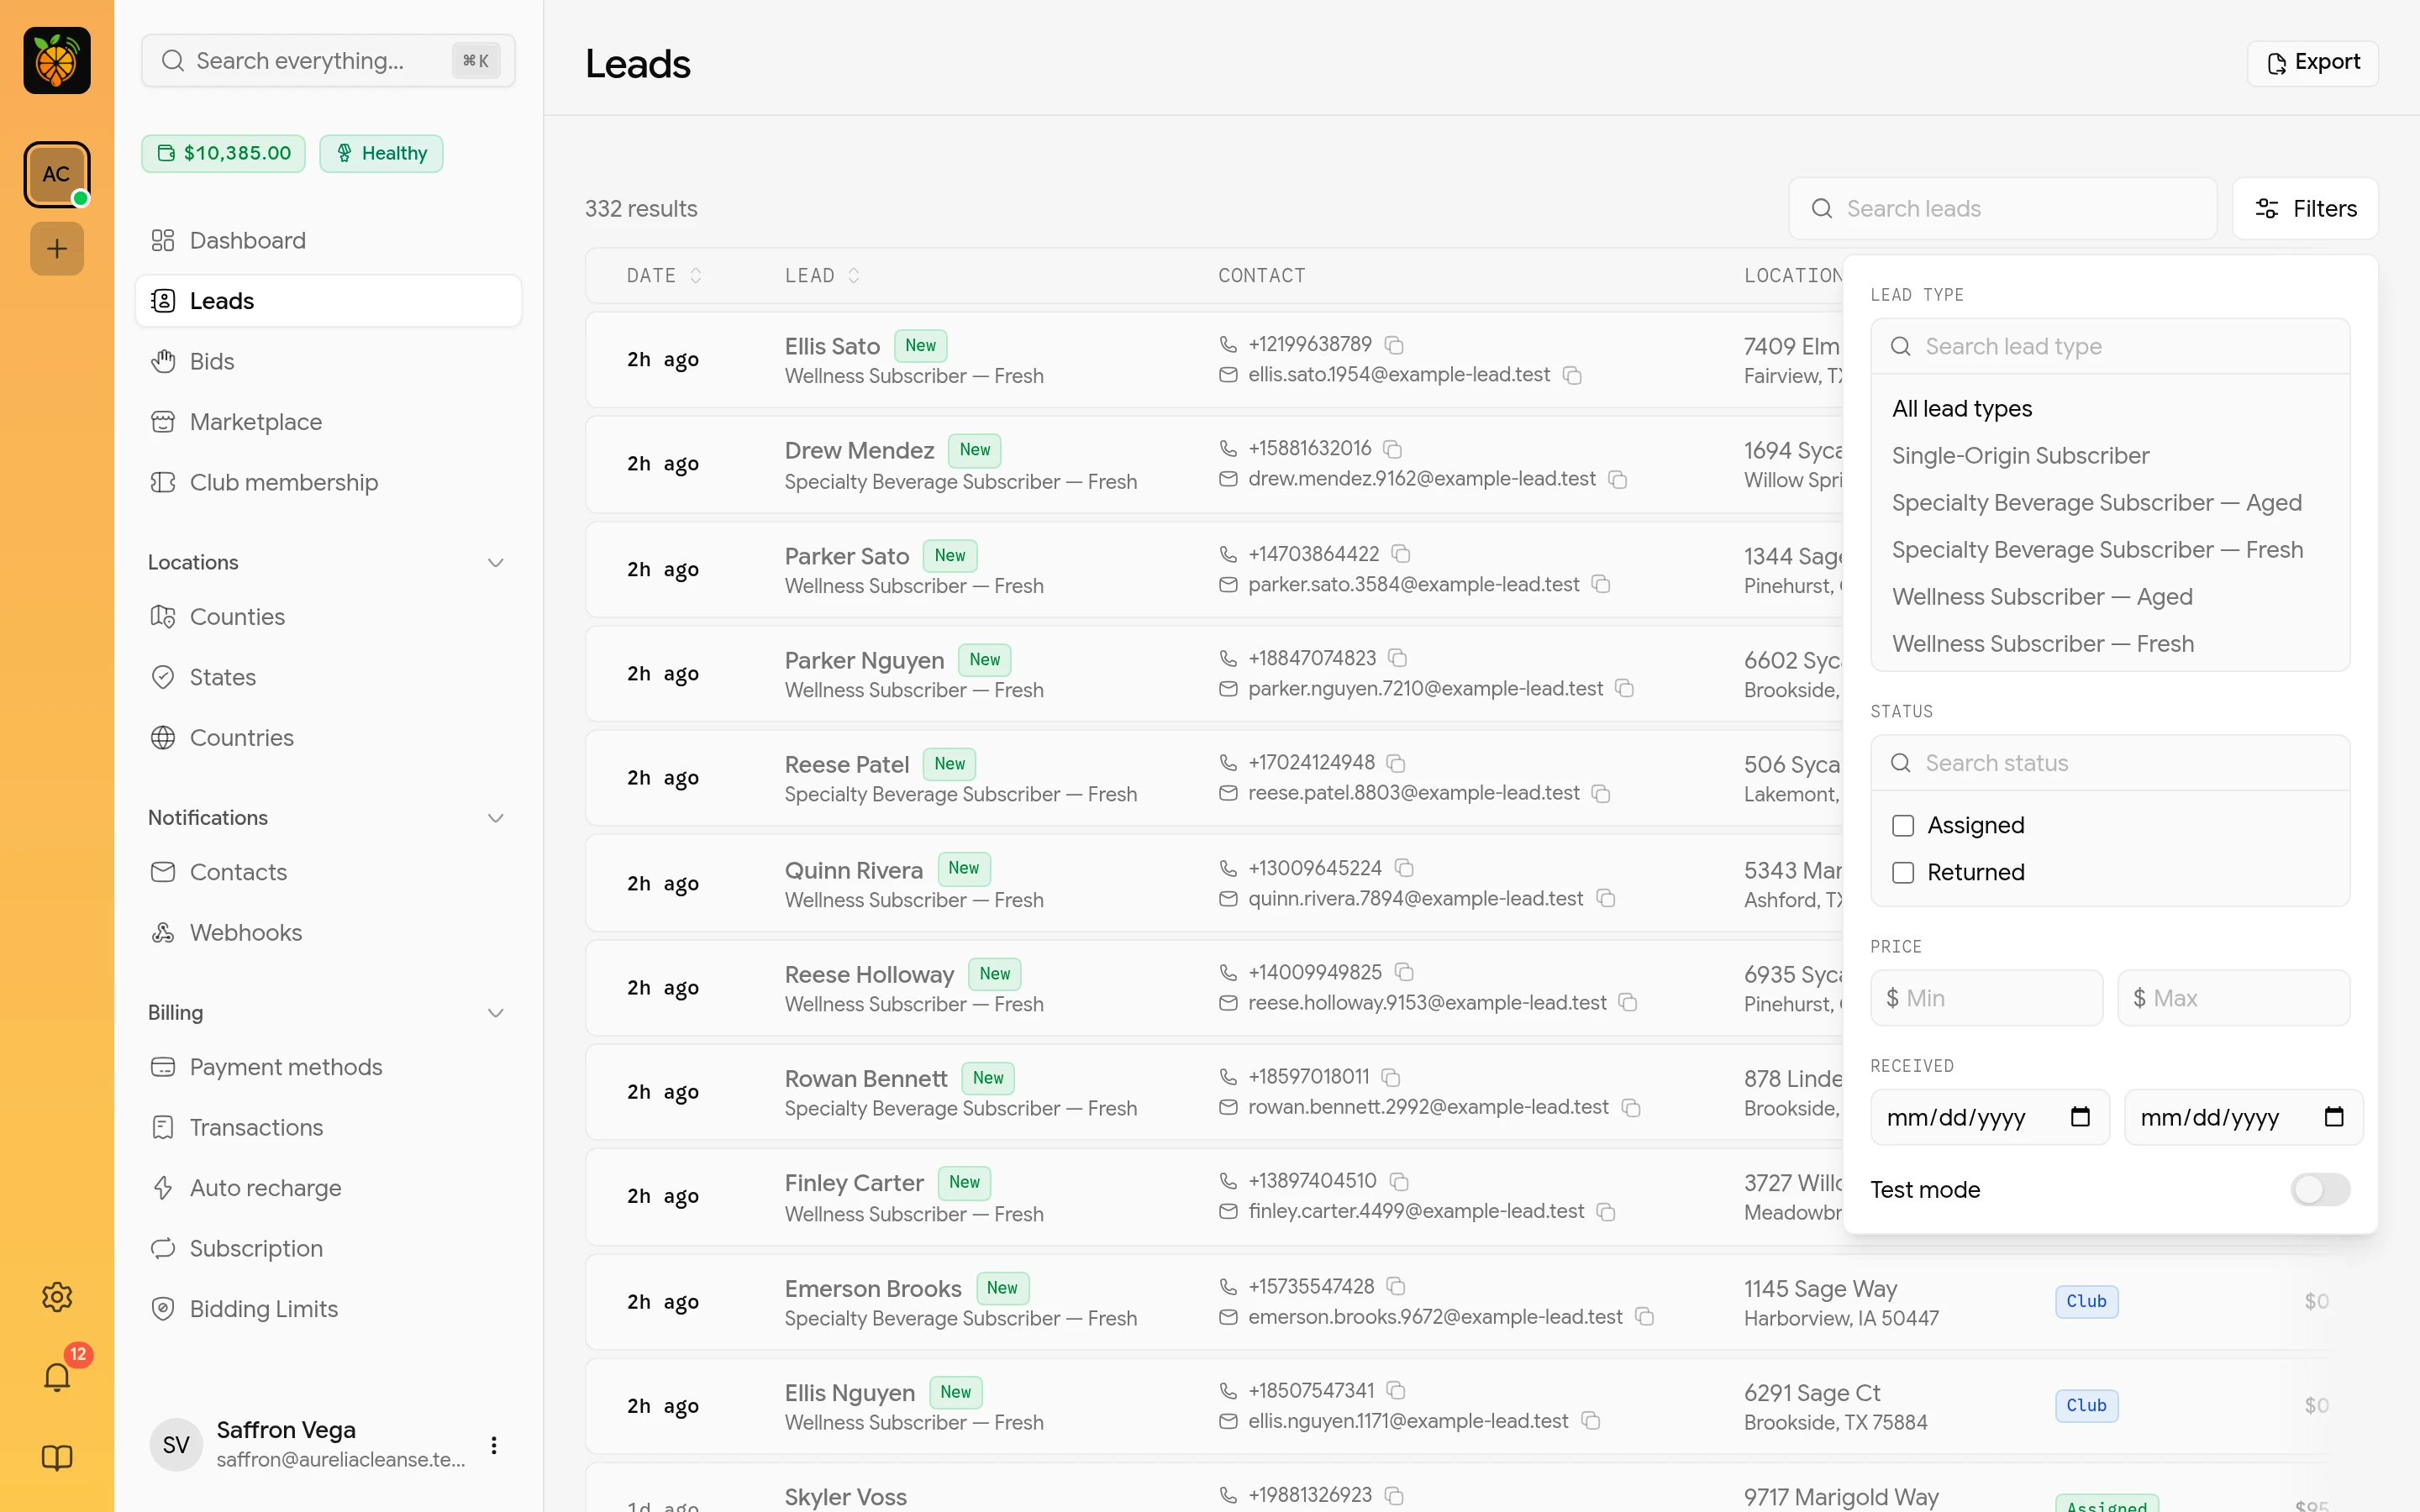 Search everything...
⌘K
AC
$10,385.00
Healthy
Dashboard
Leads
Bids
Marketplace
Club membership
Locations
Counties
States
Countries
Notifications
Contacts
Webhooks
Billing
Payment methods
Transactions
Auto recharge
Subscription
Bidding Limits
12
SV
Saffron Vega
saffron@aureliacleanse.te...
Leads
Export
332 results
Search leads
Filters
DATE LEAD CONTACT LOCATION
2h ago
Ellis Sato New
Wellness Subscriber — Fresh
+12199638789
ellis.sato.1954@example-lead.test
7409 Elm
Fairview, TX
2h ago
Drew Mendez New
Specialty Beverage Subscriber — Fresh
+15881632016
drew.mendez.9162@example-lead.test
1694 Syca
Willow Spri
2h ago
Parker Sato New
Wellness Subscriber — Fresh
+14703864422
parker.sato.3584@example-lead.test
1344 Sage
Pinehurst,
2h ago
Parker Nguyen New
Wellness Subscriber — Fresh
+18847074823
parker.nguyen.7210@example-lead.test
6602 Syc
Brookside,
2h ago
Reese Patel New
Specialty Beverage Subscriber — Fresh
+17024124948
reese.patel.8803@example-lead.test
506 Syca
Lakemont,
2h ago
Quinn Rivera New
Wellness Subscriber — Fresh
+13009645224
quinn.rivera.7894@example-lead.test
5343 Mar
Ashford, TX
2h ago
Reese Holloway New
Wellness Subscriber — Fresh
+14009949825
reese.holloway.9153@example-lead.test
6935 Syca
Pinehurst,
2h ago
Rowan Bennett New
Specialty Beverage Subscriber — Fresh
+18597018011
rowan.bennett.2992@example-lead.test
878 Linde
Brookside,
2h ago
Finley Carter New
Wellness Subscriber — Fresh
+13897404510
finley.carter.4499@example-lead.test
3727 Willo
Meadowbr
2h ago
Emerson Brooks New
Specialty Beverage Subscriber — Fresh
+15735547428
emerson.brooks.9672@example-lead.test
1145 Sage Way
Harborview, IA 50447
Club
$0
2h ago
Ellis Nguyen New
Wellness Subscriber — Fresh
+18507547341
ellis.nguyen.1171@example-lead.test
6291 Sage Ct
Brookside, TX 75884
Club
$0
1d ago
Skyler Voss
+19881326923
9717 Marigold Way
Assigned
$95
LEAD TYPE
Search lead type
All lead types
Single-Origin Subscriber
Specialty Beverage Subscriber — Aged
Specialty Beverage Subscriber — Fresh
Wellness Subscriber — Aged
Wellness Subscriber — Fresh
STATUS
Search status
Assigned
Returned
PRICE
$ Min
$ Max
RECEIVED
mm/dd/yyyy
mm/dd/yyyy
Test mode